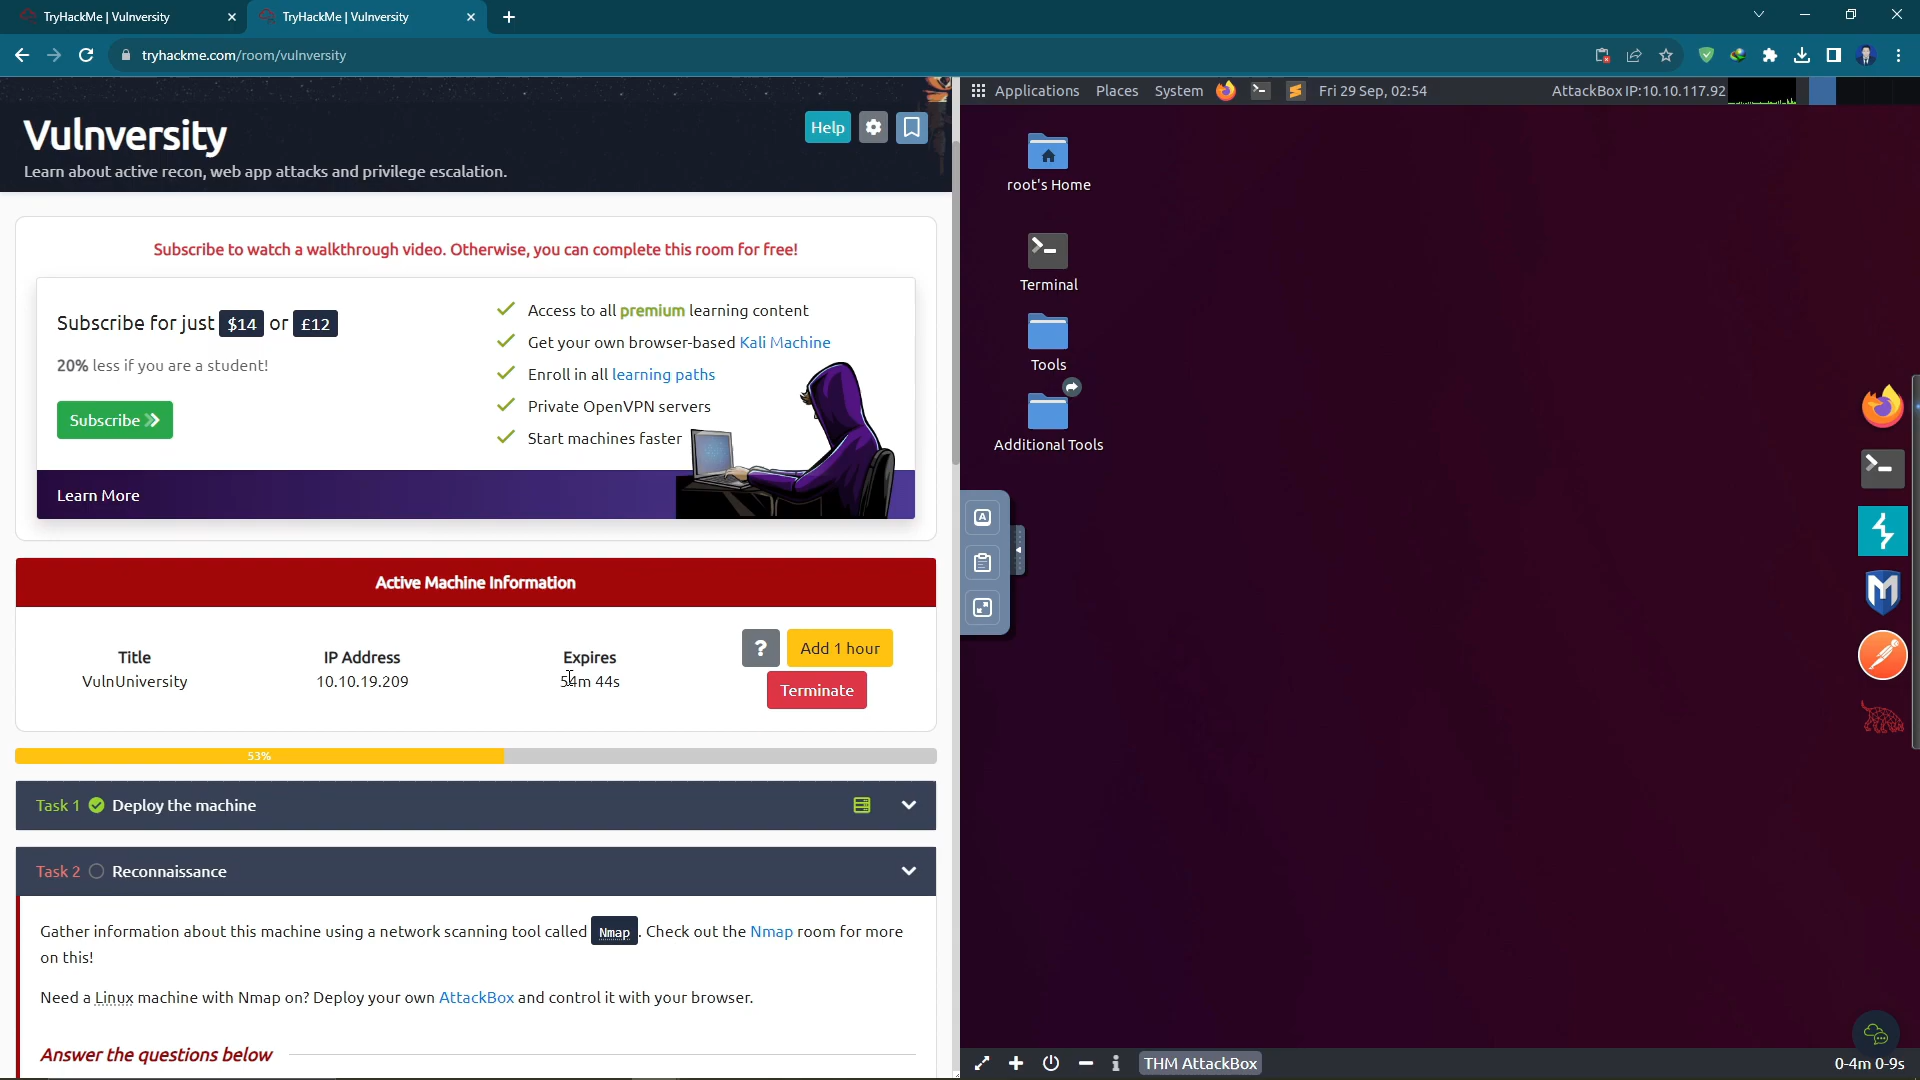 TryHackMe | Vulnversity
TryHackMe | Vulnversity
tryhackme.com/room/vulnversity
Applications Places System Fri 29 Sep, 02:54 AttackBox IP:10.10.117.92
Vulnversity
Help
Learn about active recon, web app attacks and privilege escalation.
Subscribe to watch a walkthrough video. Otherwise, you can complete this room for free!
Subscribe for just $14 or £12
20% less if you are a student!
Subscribe
Access to all premium learning content
Get your own browser-based Kali Machine
Enroll in all learning paths
Private OpenVPN servers
Start machines faster
Learn More
Active Machine Information
Title IP Address Expires
VulnUniversity 10.10.19.209 54m 44s
? Add 1 hour
Terminate
53%
Task 1 Deploy the machine
Task 2 Reconnaissance
Gather information about this machine using a network scanning tool called Nmap. Check out the Nmap room for more
on this!
Need a Linux machine with Nmap on? Deploy your own AttackBox and control it with your browser.
Answer the questions below
root's Home
Terminal
Tools
Additional Tools
A
THM AttackBox
0-4m 0-9s